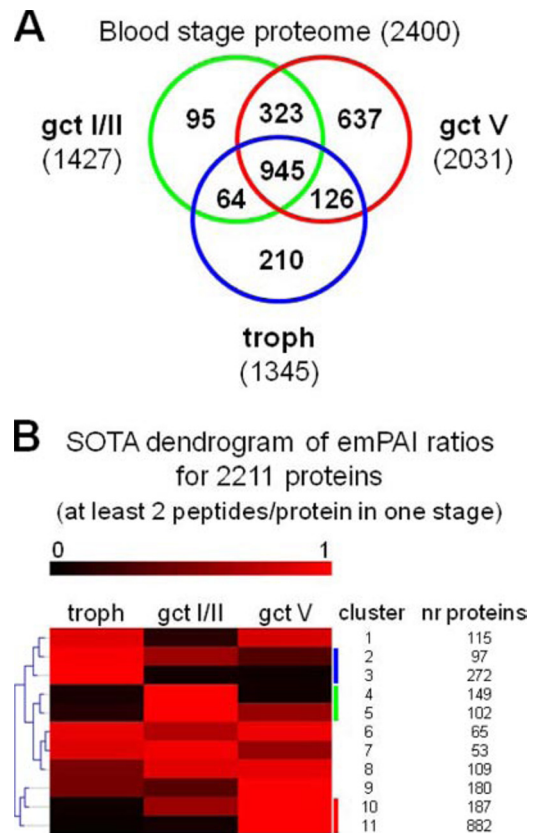 A
Blood stage proteome (2400)
gct I/II
(1427)
95
323
637
gct V
(2031)
945
64
126
210
troph
(1345)
B
SOTA dendrogram of emPAI ratios
for 2211 proteins
(at least 2 peptides/protein in one stage)
0 1
troph gct I/II gct V cluster nr proteins
1 115
2 97
3 272
4 149
5 102
6 65
7 53
8 109
9 180
10 187
11 882